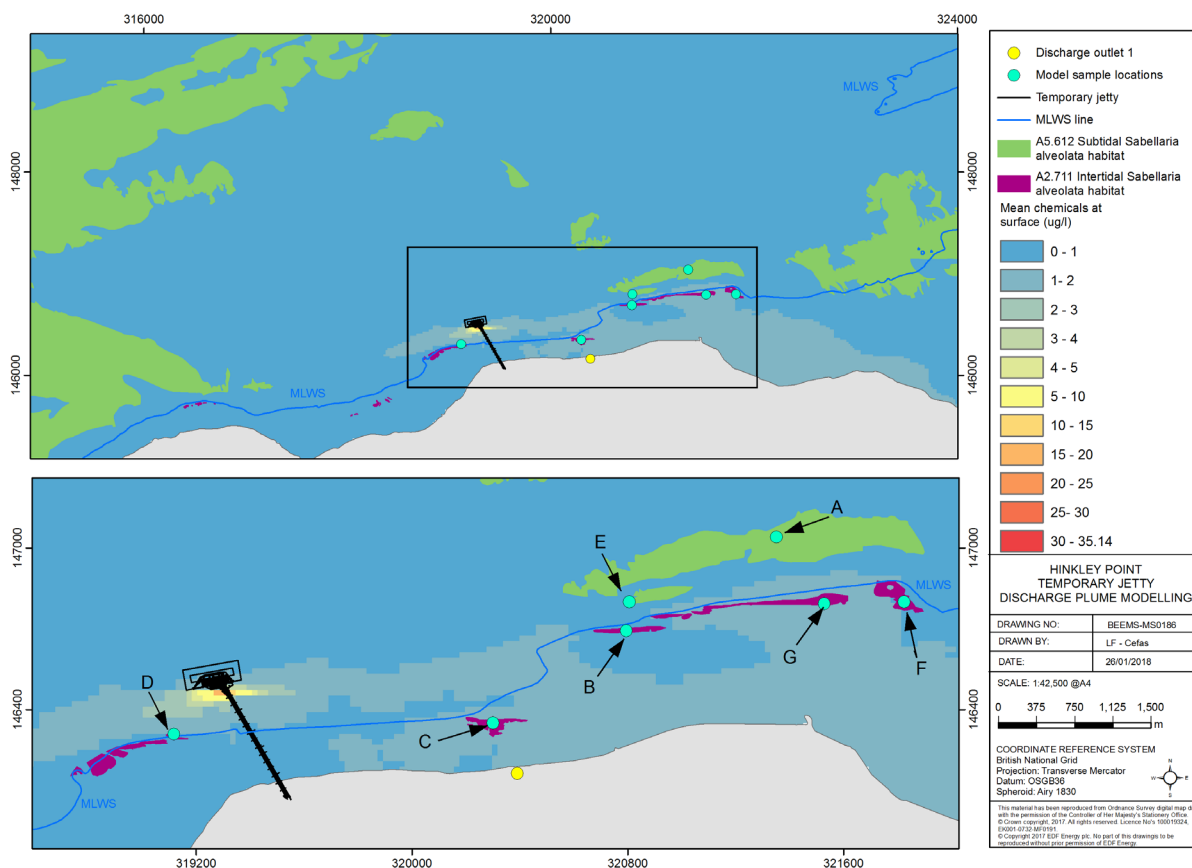 316000
320000
324000
148000
146000
148000
146000
MLWS
MLWS
Discharge outlet 1
Model sample locations
Temporary jetty
MLWS line
A5.612 Subtidal Sabellaria
alveolata habitat
A2.711 Intertidal Sabellaria
alveolata habitat
Mean chemicals at
surface (ug/l)
0 - 1
1- 2
2 - 3
3 - 4
4 - 5
5 - 10
10 - 15
15 - 20
20 - 25
25- 30
30 - 35.14
147000
146400
147000
146400
A
E
MLWS
D
B
G
F
C
MLWS
319200
320000
320800
321600
HINKLEY POINT
TEMPORARY JETTY
DISCHARGE PLUME MODELLING
DRAWING NO:
BEEMS-MS0186
DRAWN BY:
LF - Cefas
DATE:
26/01/2018
SCALE: 1:42,500 @A4
0 375 750 1,125 1,500
m
COORDINATE REFERENCE SYSTEM
British National Grid
Projection: Transverse Mercator
Datum: OSGB36
Spheroid: Airy 1830
N
W E
S
This material has been reproduced from Ordnance Survey digital map d
with the permission of the Controller of Her Majesty's Stationery Office.
© Crown copyright, 2017. All rights reserved. Licence No's 100019324,
EK001-0732-MF0191.
© Copyright 2017 EDF Energy plc. No part of this drawings to be
reproduced without prior permission of EDF Energy.